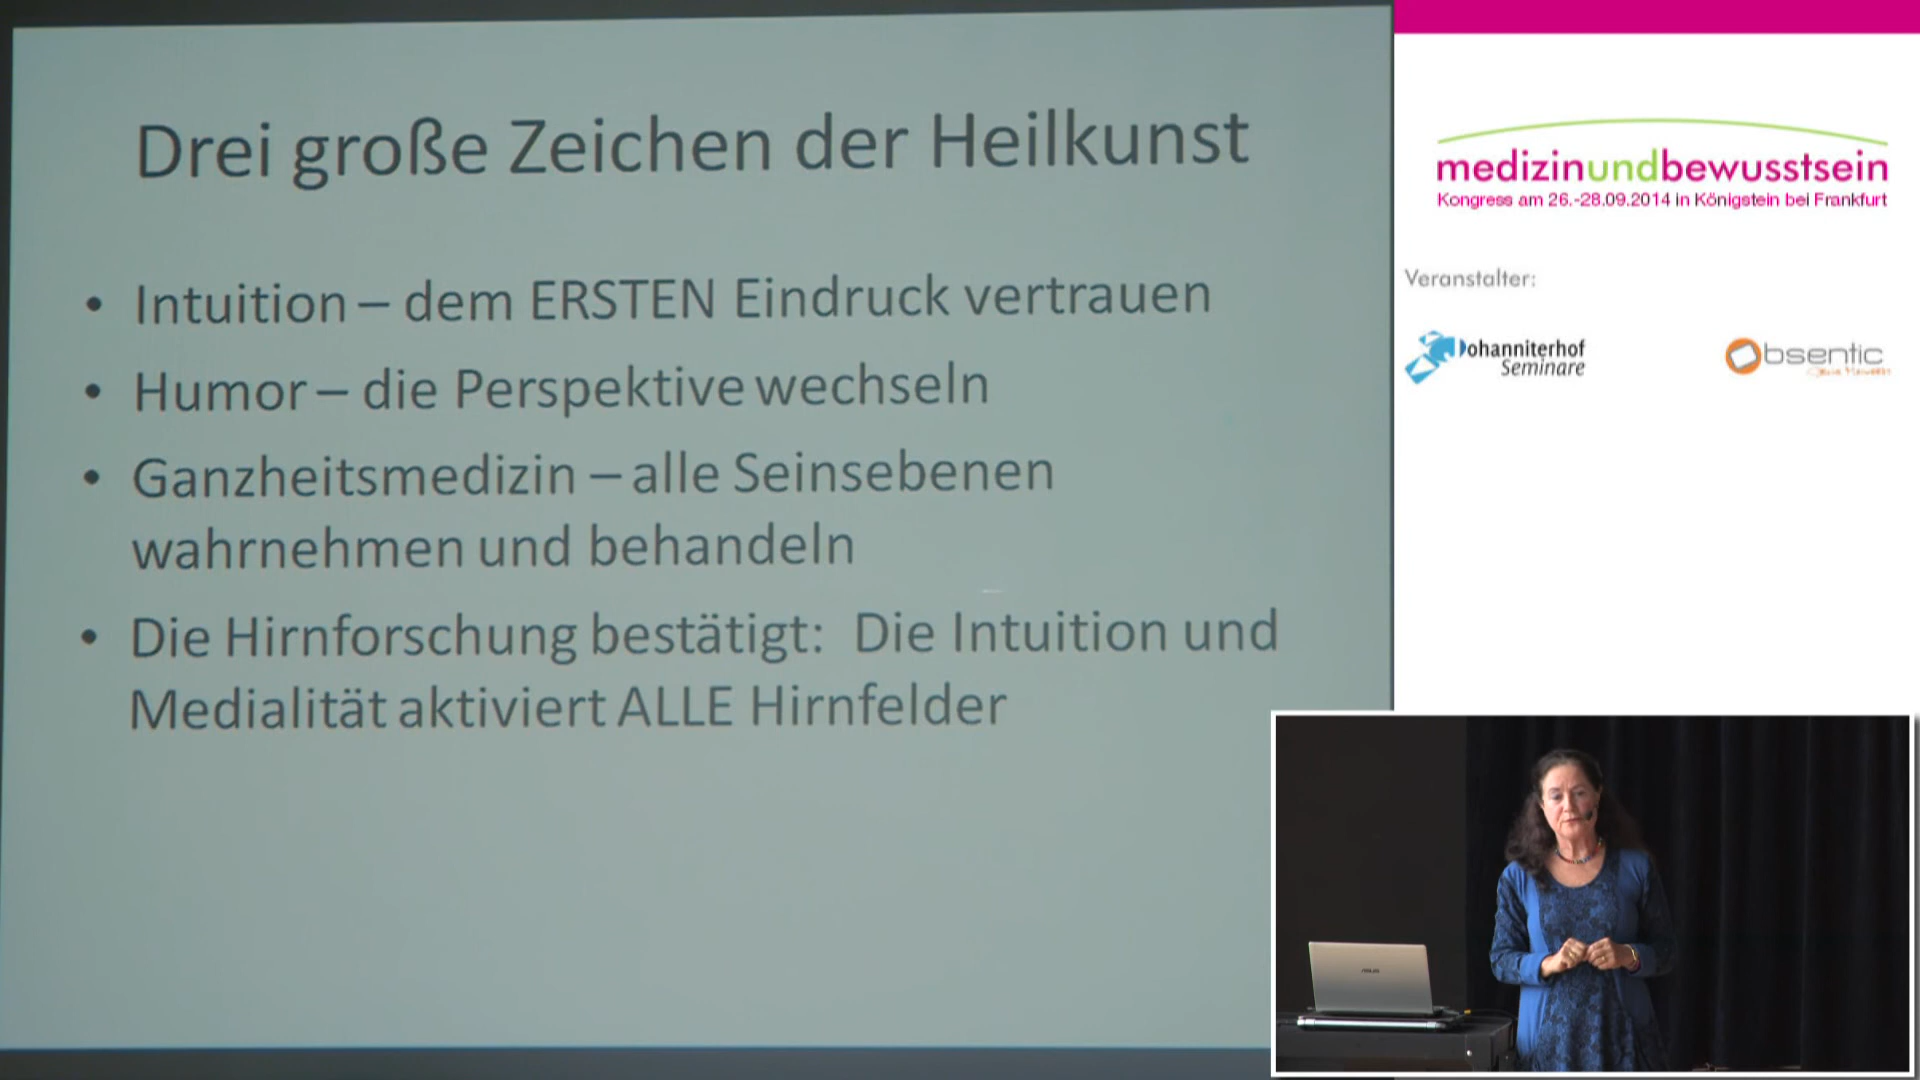 Drei große Zeichen der Heilkunst
• Intuition – dem ERSTEN Eindruck vertrauen
• Humor – die Perspektive wechseln
• Ganzheitsmedizin – alle Seinsebenen
wahrnehmen und behandeln
• Die Hirnforschung bestätigt: Die Intuition und
Medialität aktiviert ALLE Hirnfelder
medizinundbewusstsein
Kongress am 26.-28.09.2014 in Königstein bei Frankfurt
Veranstalter:
Johanniterhof
Seminare
Obsentic
ASUS